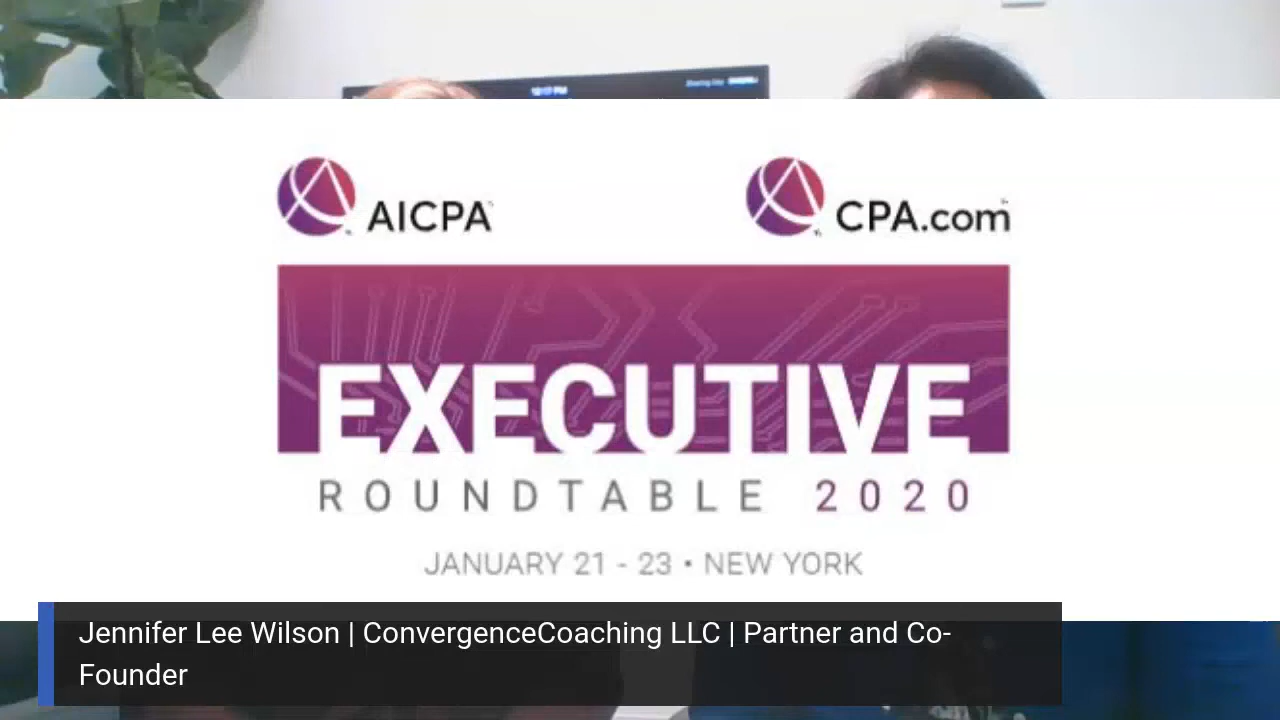 AICPA
CPA.com
EXECUTIVE
ROUNDTABLE 2020
JANUARY 21 - 23 • NEW YORK
Jennifer Lee Wilson | ConvergenceCoaching LLC | Partner and Co-
Founder